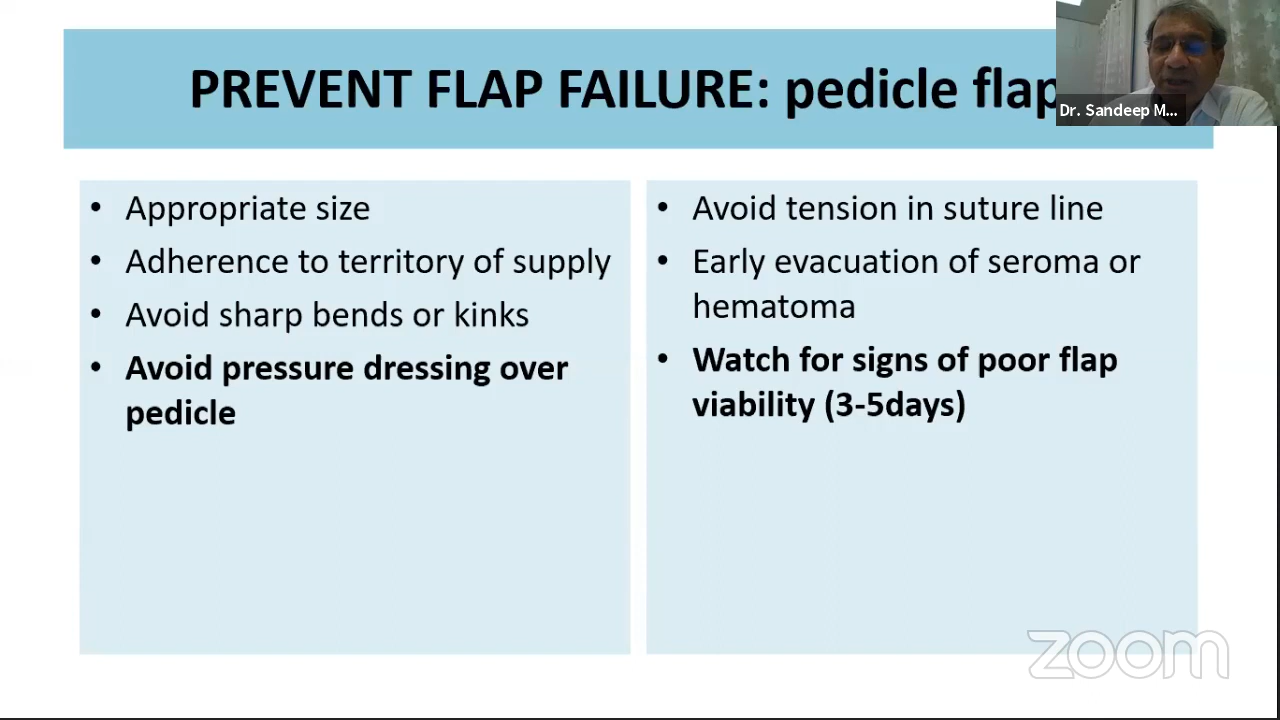 PREVENT FLAP FAILURE: pedicle flap
Dr. Sandeep M...
• Appropriate size
• Adherence to territory of supply
• Avoid sharp bends or kinks
• Avoid pressure dressing over
pedicle
• Avoid tension in suture line
• Early evacuation of seroma or
hematoma
• Watch for signs of poor flap
viability (3-5days)
zoom